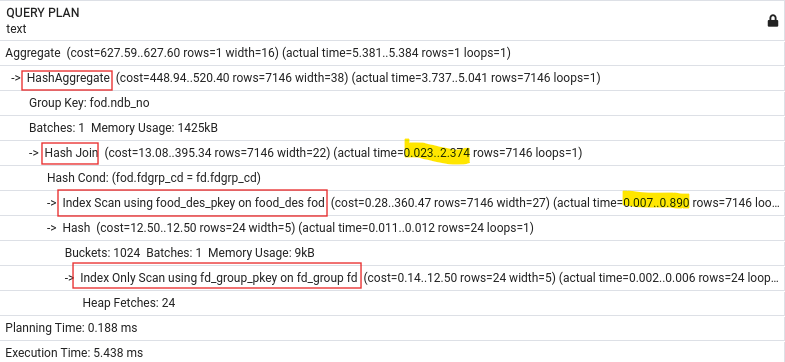 QUERY PLAN
text
Aggregate (cost=627.59..627.60 rows=1 width=16) (actual time=5.381..5.384 rows=1 loops=1)
-> HashAggregate (cost=448.94..520.40 rows=7146 width=38) (actual time=3.737..5.041 rows=7146 loops=1)
Group Key: fod.ndb_no
Batches: 1 Memory Usage: 1425kB
-> Hash Join (cost=13.08..395.34 rows=7146 width=22) (actual time=0.023..2.374 rows=7146 loops=1)
Hash Cond: (fod.fdgrp_cd = fd.fdgrp_cd)
-> Index Scan using food_des_pkey on food_des fod (cost=0.28..360.47 rows=7146 width=27) (actual time=0.007..0.890 rows=7146 loo...
-> Hash (cost=12.50..12.50 rows=24 width=5) (actual time=0.011..0.012 rows=24 loops=1)
Buckets: 1024 Batches: 1 Memory Usage: 9kB
-> Index Only Scan using fd_group_pkey on fd_group fd (cost=0.14..12.50 rows=24 width=5) (actual time=0.002..0.006 rows=24 loop...
Heap Fetches: 24
Planning Time: 0.188 ms
Execution Time: 5.438 ms